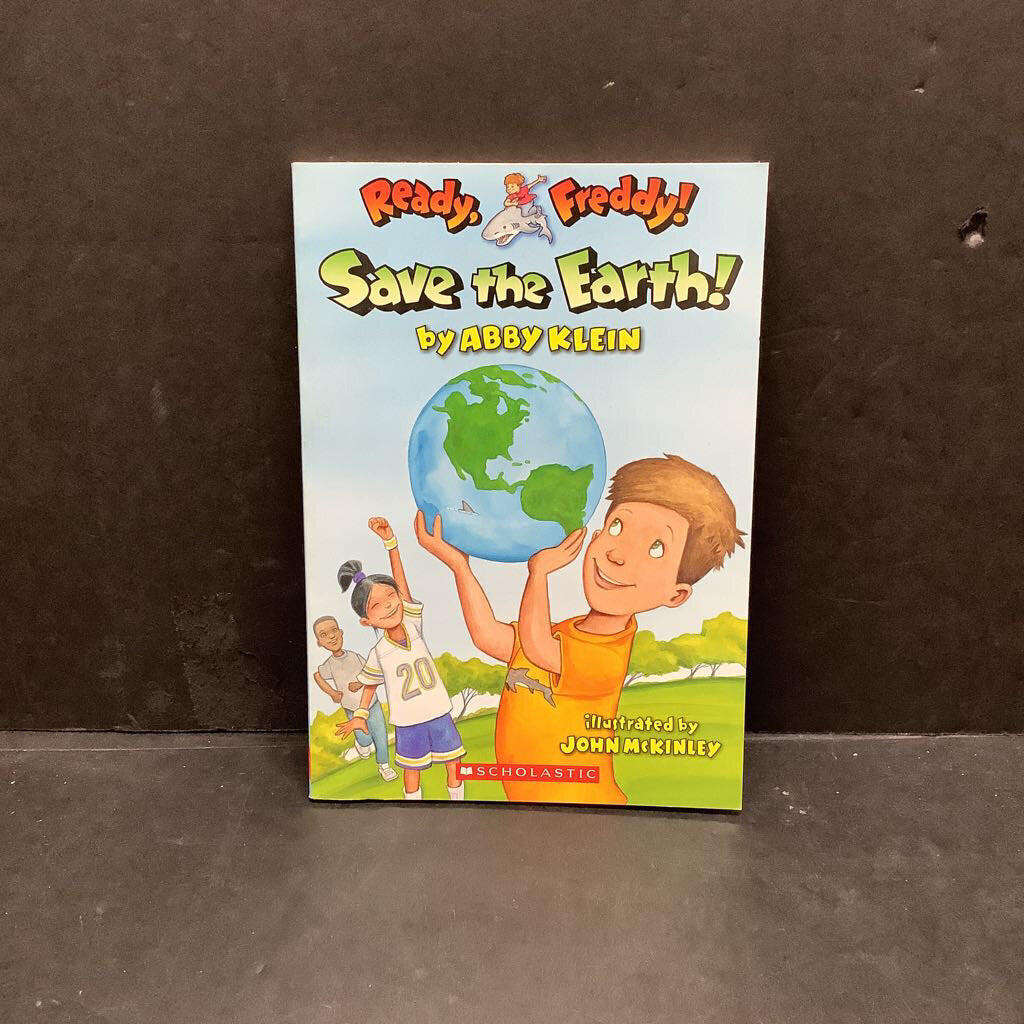 Ready, Freddy!
Save the Earth!
by ABBY KLEIN
20
illustrated by
JOHN McKINLEY
SCHOLASTIC